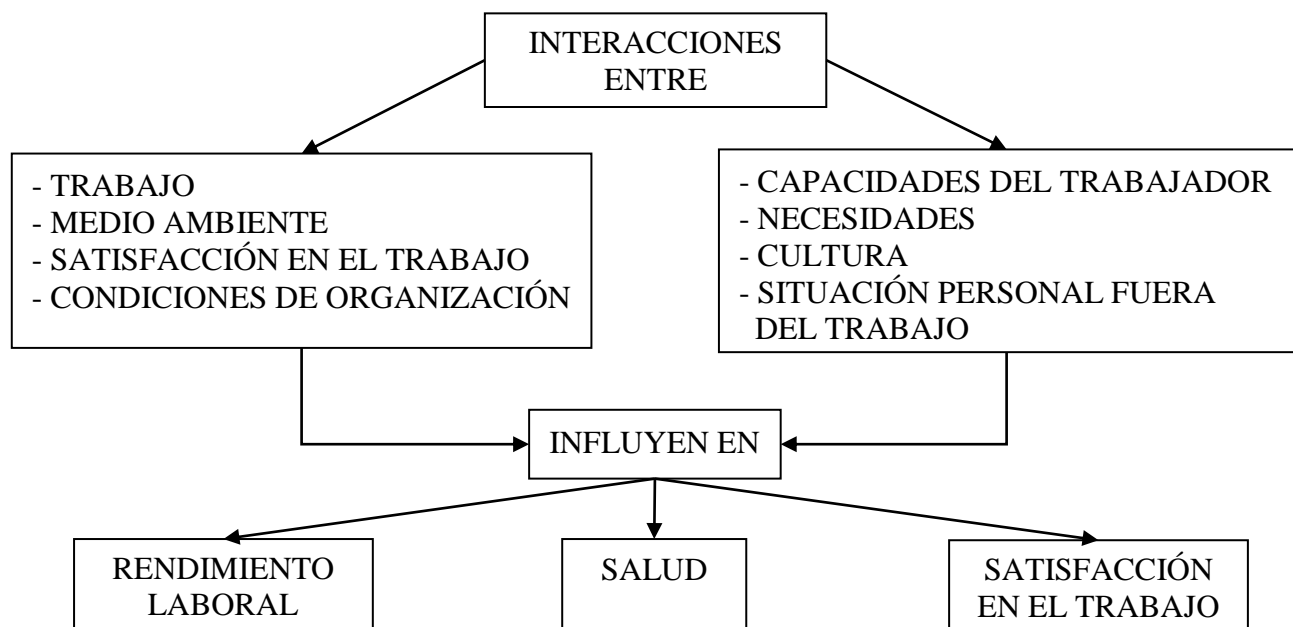 INTERACCIONES
ENTRE
- TRABAJO
- MEDIO AMBIENTE
- SATISFACCIÓN EN EL TRABAJO
- CONDICIONES DE ORGANIZACIÓN
- CAPACIDADES DEL TRABAJADOR
- NECESIDADES
- CULTURA
- SITUACIÓN PERSONAL FUERA
DEL TRABAJO
INFLUYEN EN
RENDIMIENTO
LABORAL
SALUD
SATISFACCIÓN
EN EL TRABAJO